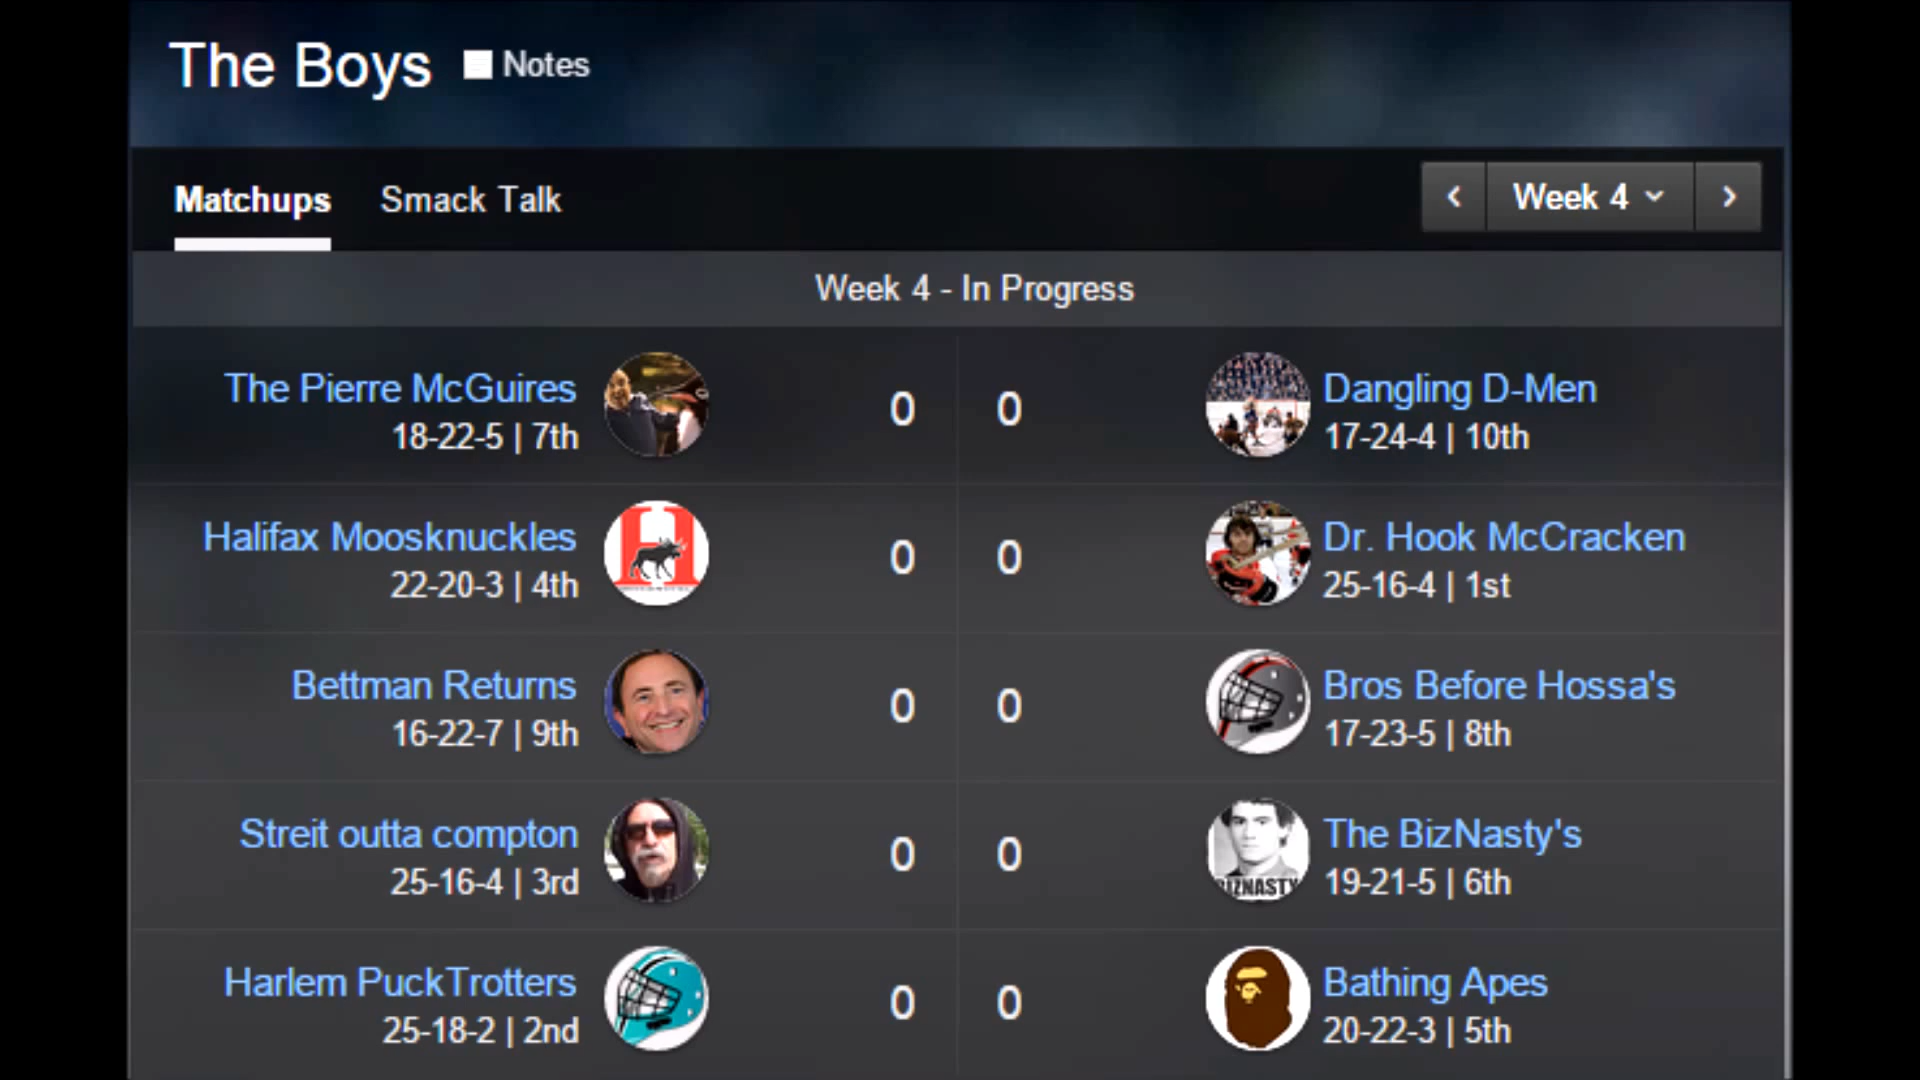 The Boys Notes
Matchups Smack Talk < Week 4 >
Week 4 - In Progress
The Pierre McGuires 0 0 Dangling D-Men
18-22-5 | 7th 17-24-4 | 10th
Halifax Moosknuckles 0 0 Dr. Hook McCracken
22-20-3 | 4th 25-16-4 | 1st
Bettman Returns 0 0 Bros Before Hossa's
16-22-7 | 9th 17-23-5 | 8th
Streit outta compton 0 0 The BizNasty's
25-16-4 | 3rd BIZNASTY 19-21-5 | 6th
Harlem PuckTrotters 0 0 Bathing Apes
25-18-2 | 2nd 20-22-3 | 5th